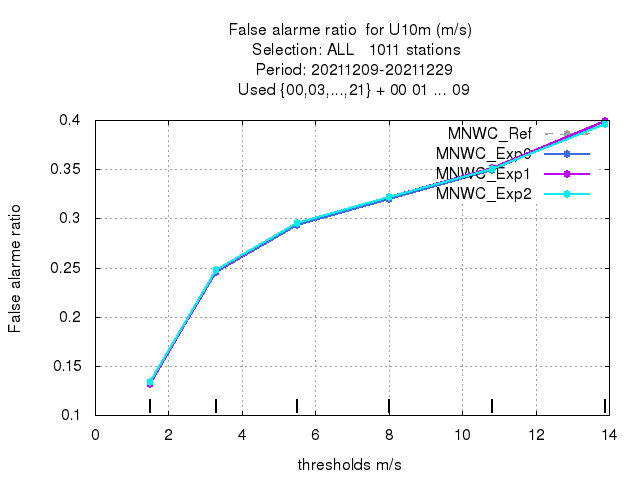 False alarme ratio for U10m (m/s)
Selection: ALL 1011 stations
Period: 20211209-20211229
Used {00,03,...,21} + 00 01 ... 09
0.4
0.35
0.3
0.25
0.2
0.15
0.1
False alarme ratio
MNWC_Ref
MNWC_Exp0
MNWC_Exp1
MNWC_Exp2
0 2 4 6 8 10 12 14
thresholds m/s